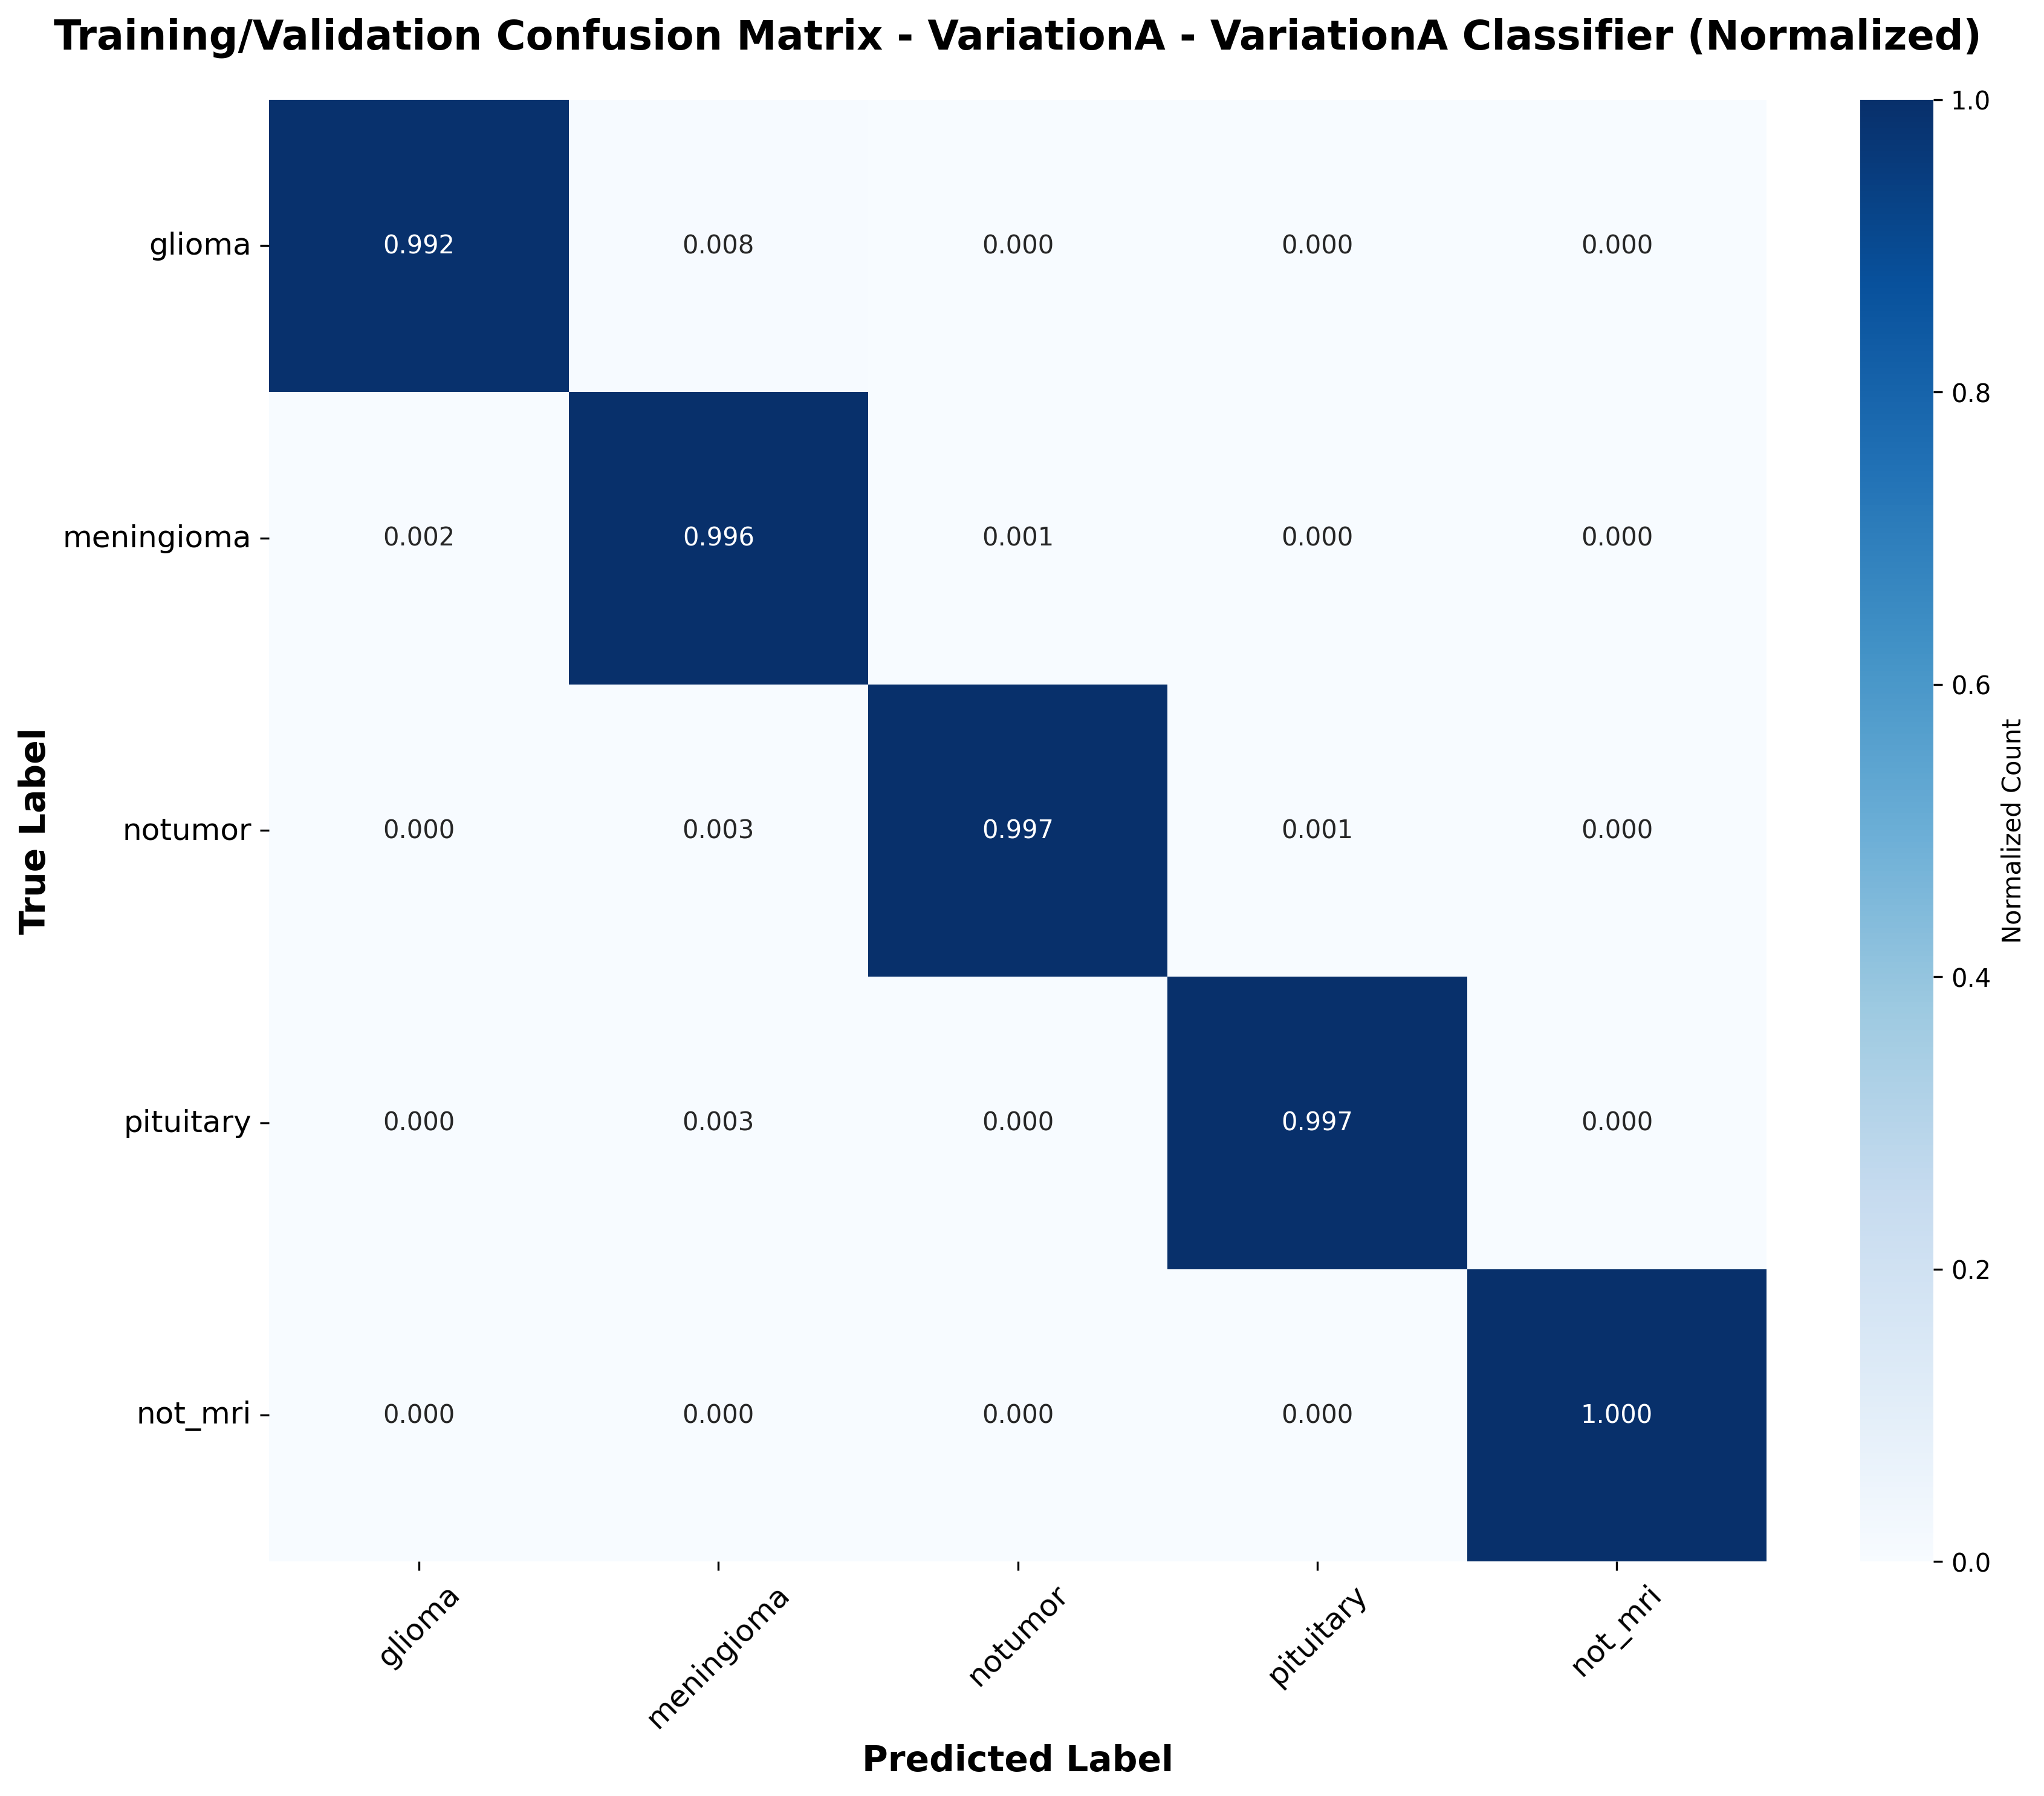 Training/Validation Confusion Matrix - VariationA - VariationA Classifier (Normalized)
True Label
glioma 0.992 0.008 0.000 0.000 0.000
meningioma 0.002 0.996 0.001 0.000 0.000
notumor 0.000 0.003 0.997 0.001 0.000
pituitary 0.000 0.003 0.000 0.997 0.000
not_mri 0.000 0.000 0.000 0.000 1.000
glioma meningioma notumor pituitary not_mri
Predicted Label
1.0
0.8
0.6
0.4
0.2
0.0
Normalized Count